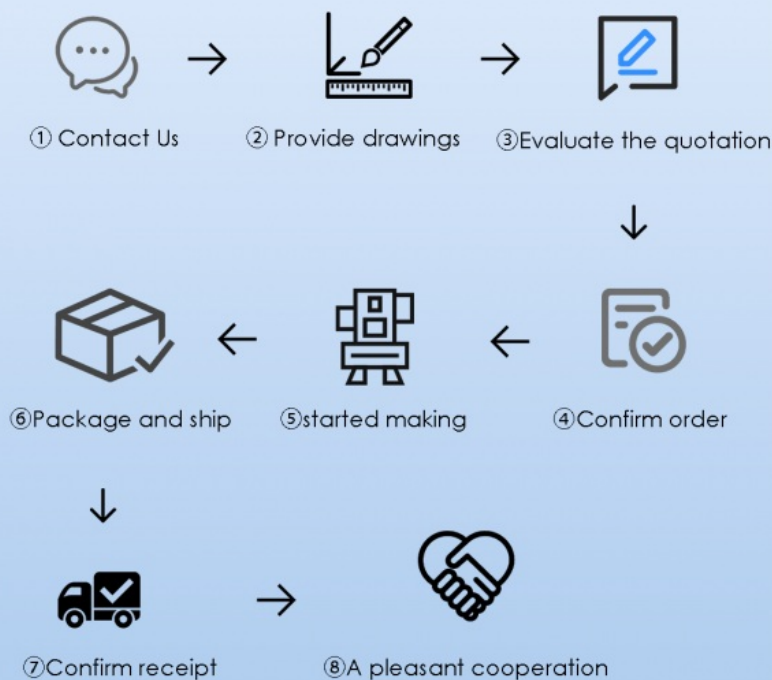 ① Contact Us
② Provide drawings
③Evaluate the quotation
④Confirm order
⑤started making
⑥Package and ship
⑦Confirm receipt
⑧A pleasant cooperation